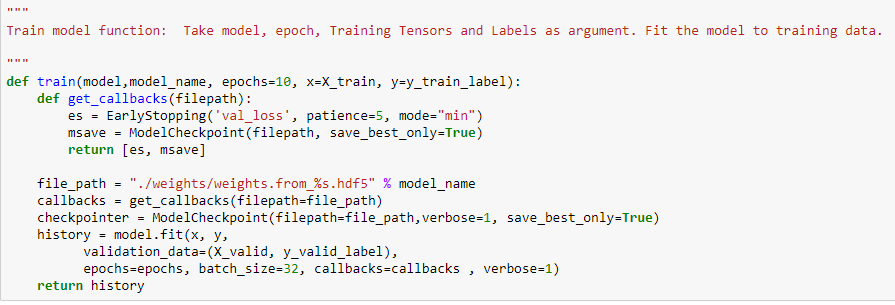 """
Train model function:  Take model, epoch, Training Tensors and Labels as argument. Fit the model to training data.
"""
def train(model,model_name, epochs=10, x=X_train, y=y_train_label):
    def get_callbacks(filepath):
        es = EarlyStopping('val_loss', patience=5, mode="min")
        msave = ModelCheckpoint(filepath, save_best_only=True)
        return [es, msave]
    file_path = "./weights/weights.from_%s.hdf5" % model_name
    callbacks = get_callbacks(filepath=file_path)
    checkpointer = ModelCheckpoint(filepath=file_path,verbose=1, save_best_only=True)
    history = model.fit(x, y,
          validation_data=(X_valid, y_valid_label),
          epochs=epochs, batch_size=32, callbacks=callbacks , verbose=1)
    return history